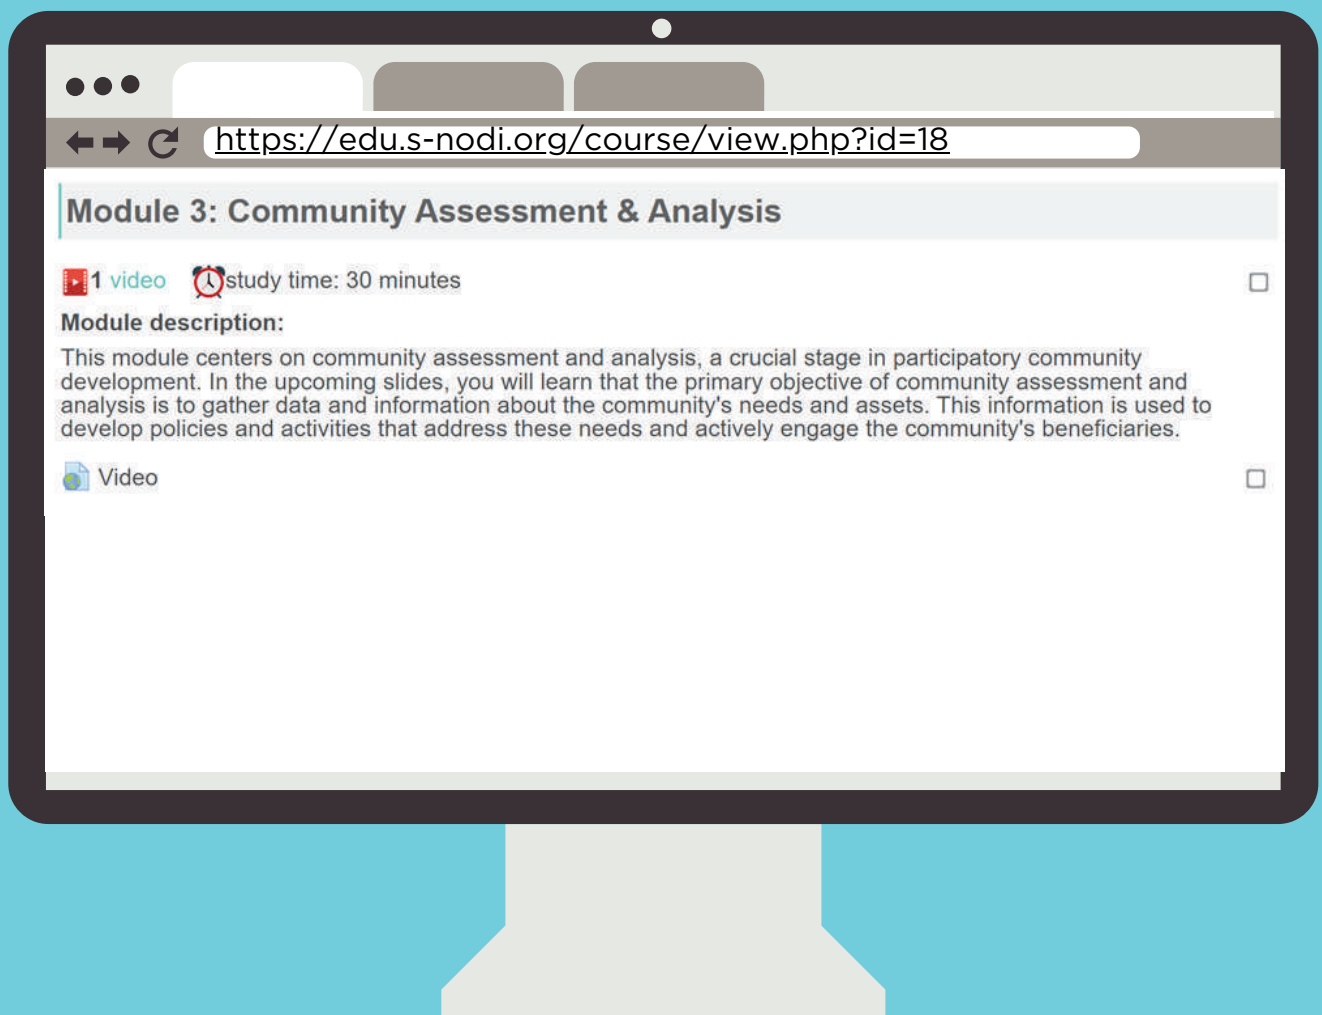 https://edu.s-nodi.org/course/view.php?id=18
Module 3: Community Assessment & Analysis
1 video study time: 30 minutes
Module description:
This module centers on community assessment and analysis, a crucial stage in participatory community
development. In the upcoming slides, you will learn that the primary objective of community assessment and
analysis is to gather data and information about the community's needs and assets. This information is used to
develop policies and activities that address these needs and actively engage the community's beneficiaries.
Video